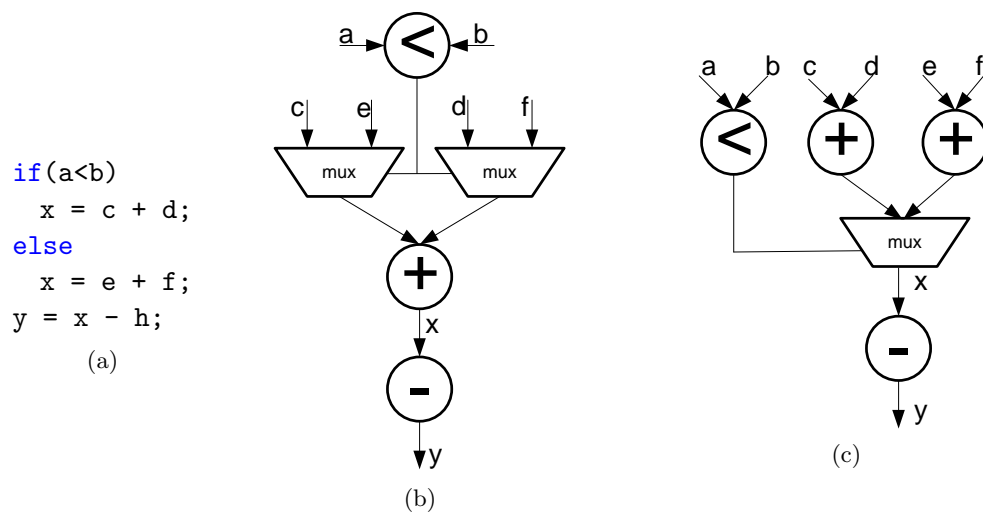 if(a<b)
x = c + d;
else
x = e + f;
y = x - h;
(a)
a < b
c e d f
mux mux
+
x
-
y
(b)
a b c d e f
< + +
mux
x
-
y
(c)